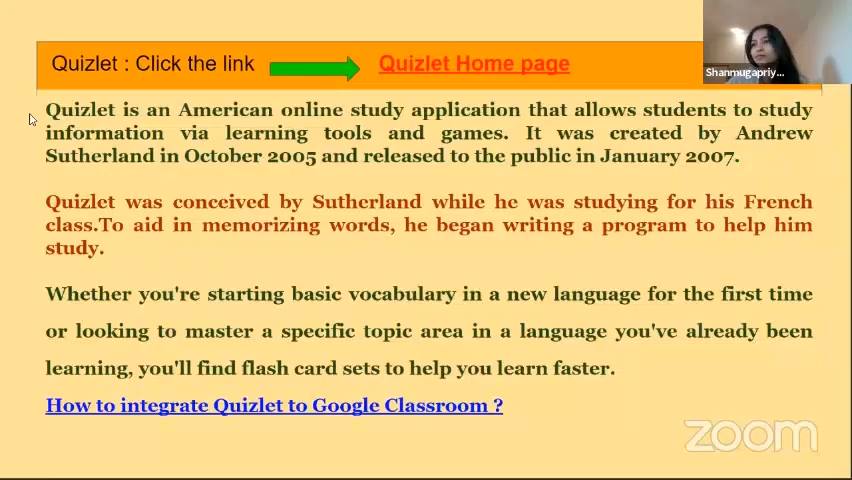 Quizlet : Click the link Quizlet Home page
Shanmugapriy...
Quizlet is an American online study application that allows students to study
information via learning tools and games. It was created by Andrew
Sutherland in October 2005 and released to the public in January 2007.
Quizlet was conceived by Sutherland while he was studying for his French
class.To aid in memorizing words, he began writing a program to help him
study.
Whether you're starting basic vocabulary in a new language for the first time
or looking to master a specific topic area in a language you've already been
learning, you'll find flash card sets to help you learn faster.
How to integrate Quizlet to Google Classroom ?
zoom